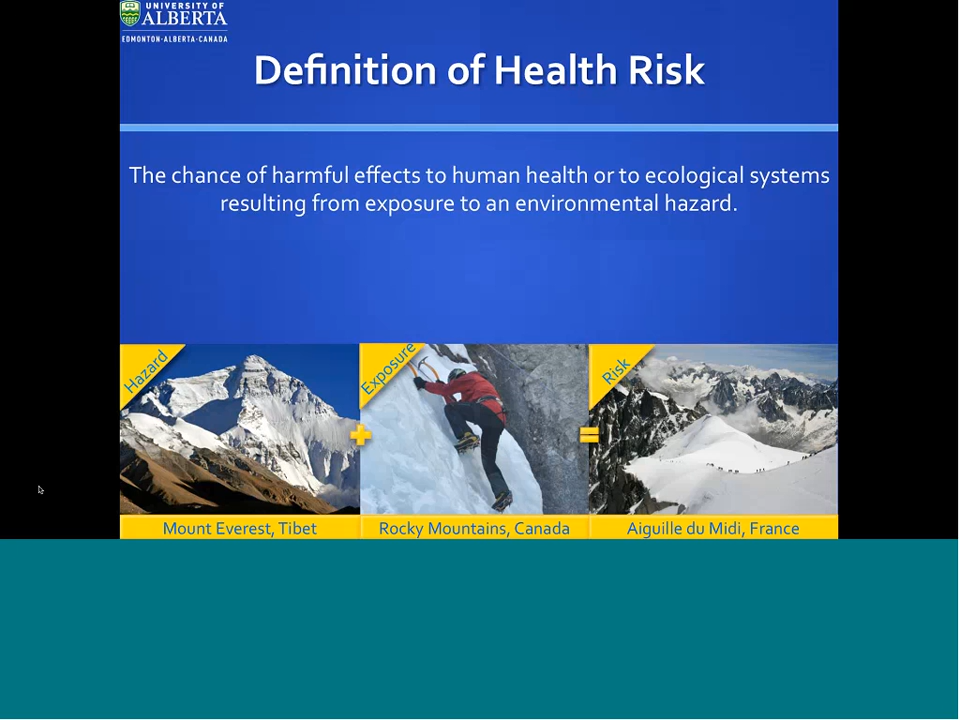 UNIVERSITY OF
ALBERTA
EDMONTON·ALBERTA·CANADA
Definition of Health Risk
The chance of harmful effects to human health or to ecological systems
resulting from exposure to an environmental hazard.
Hazard
Exposure
Risk
Mount Everest, Tibet
Rocky Mountains, Canada
Aiguille du Midi, France